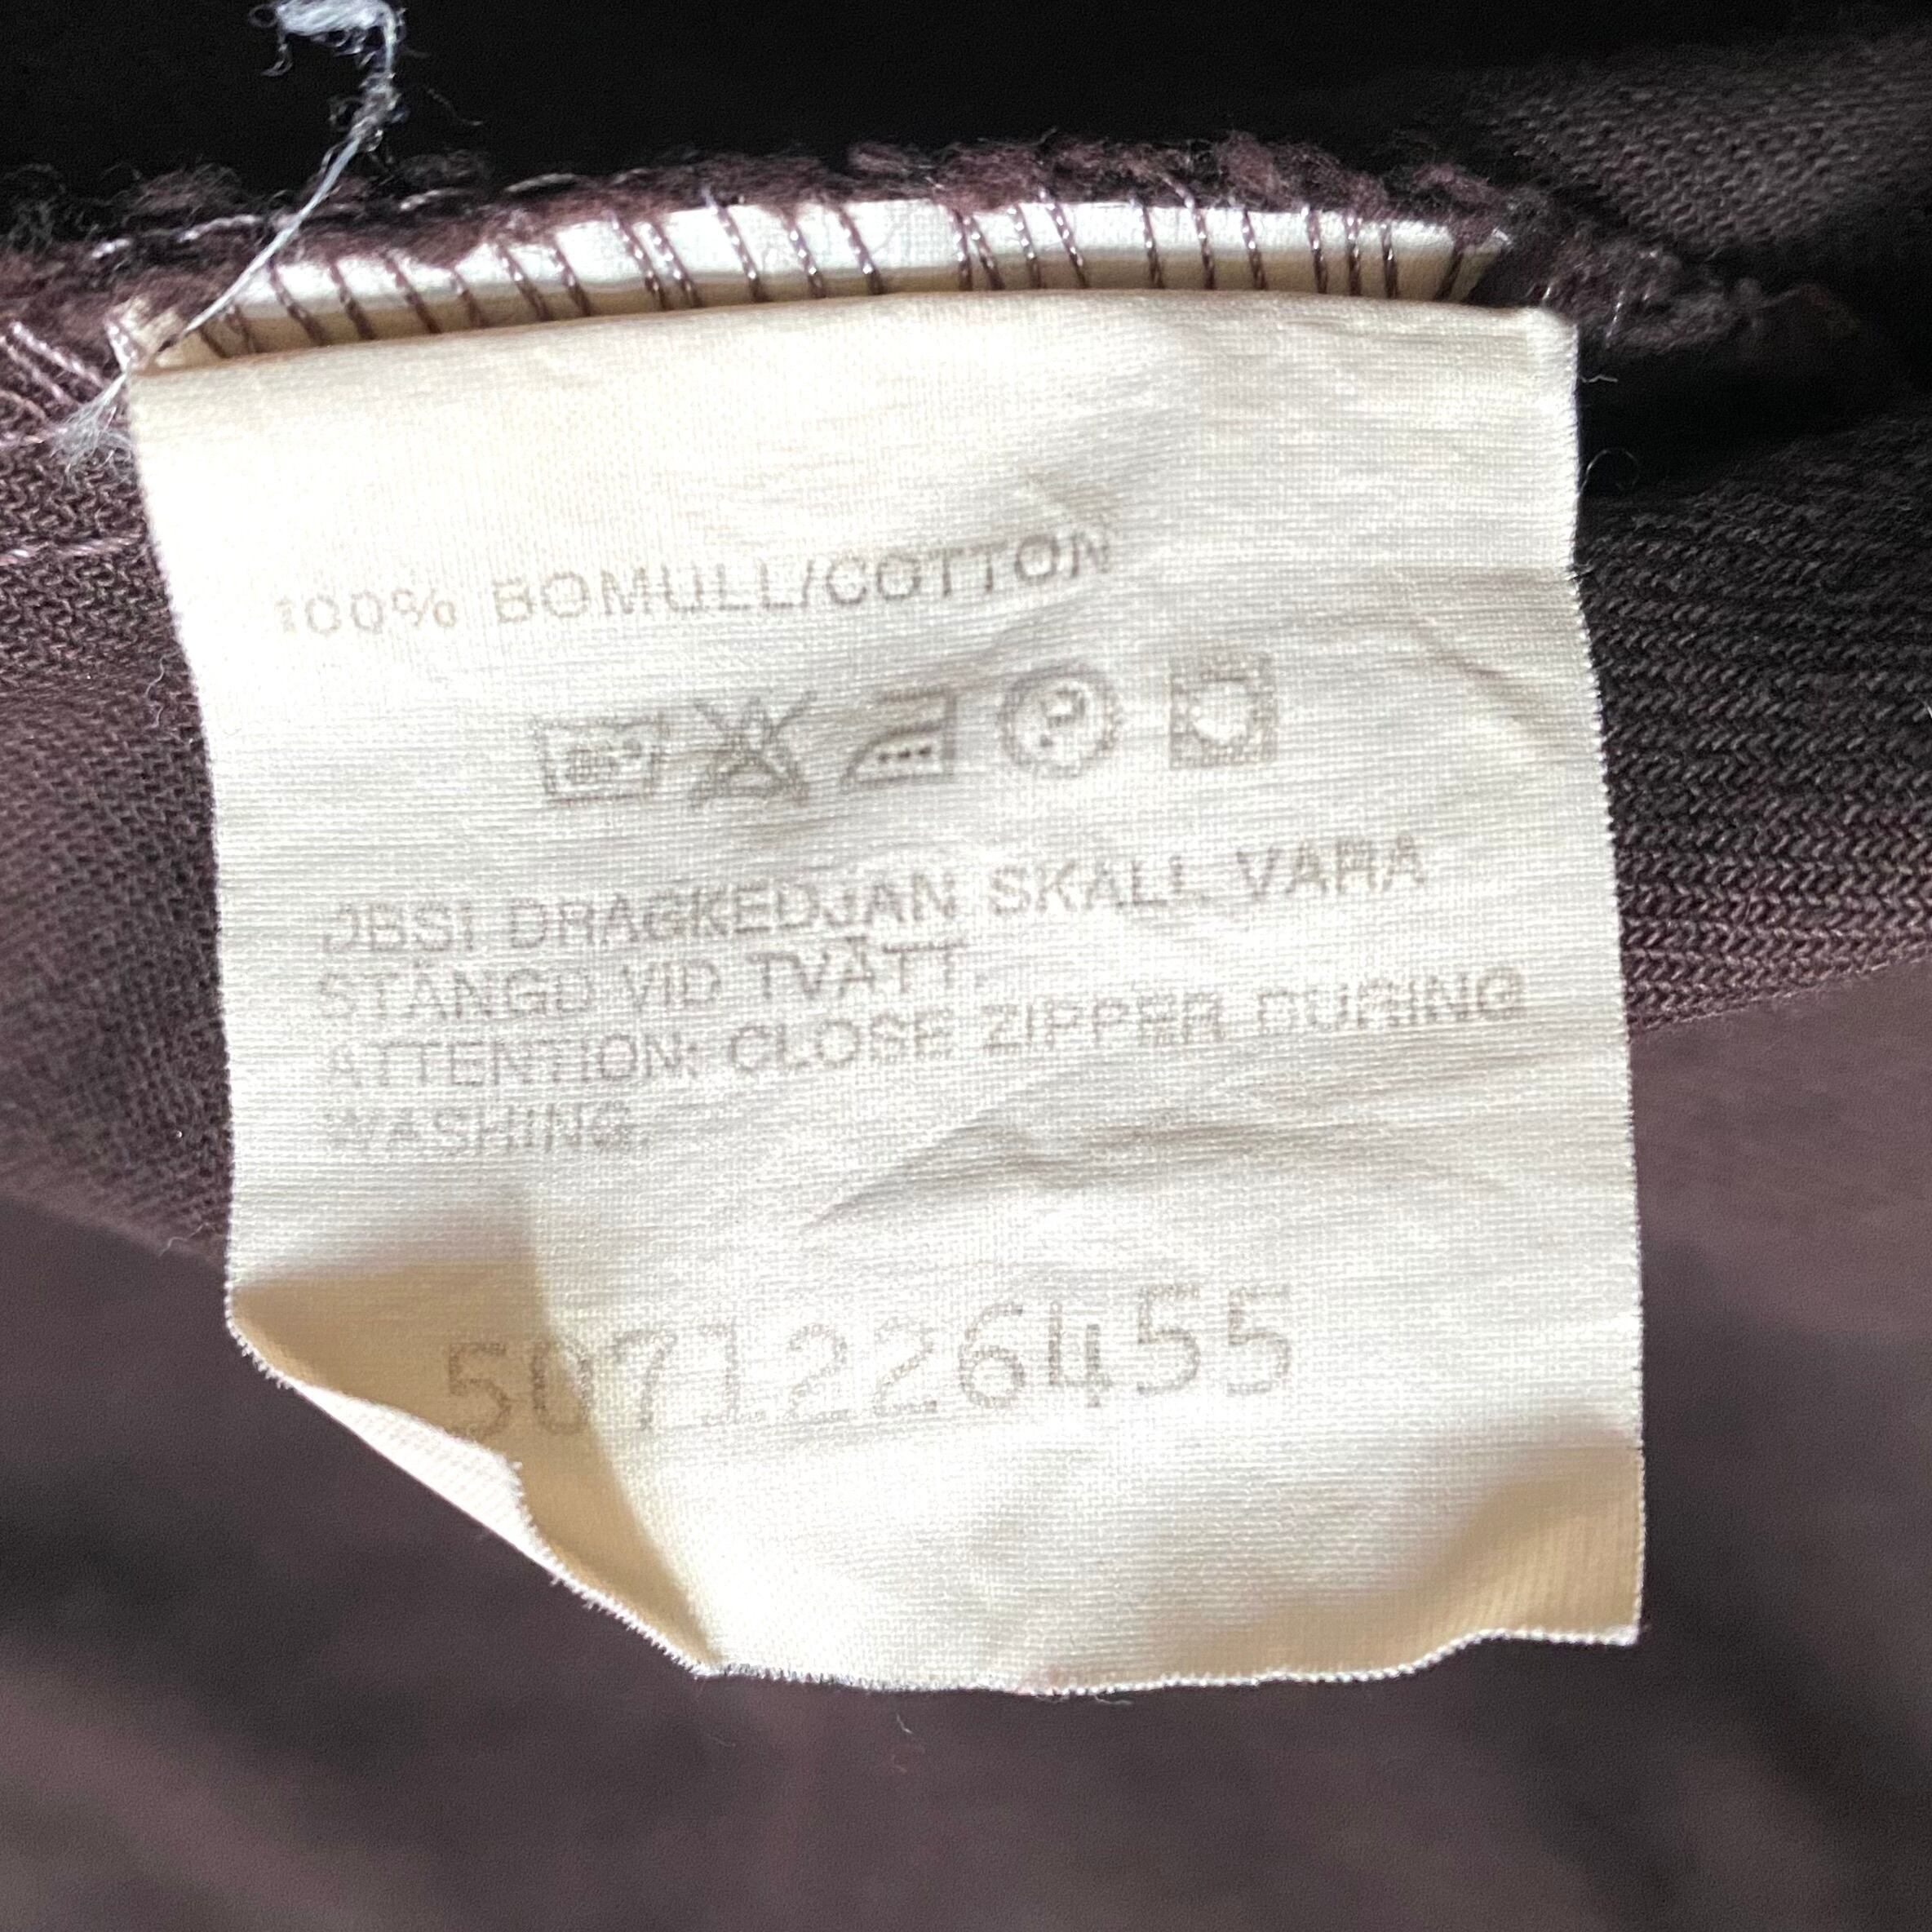 100% BOMULL/COTTON
OBS! DRAGKEDJAN SKALL VARA
STÄNGD VID TVÄTT.
ATTENTION: CLOSE ZIPPER DURING
WASHING.
5071226455